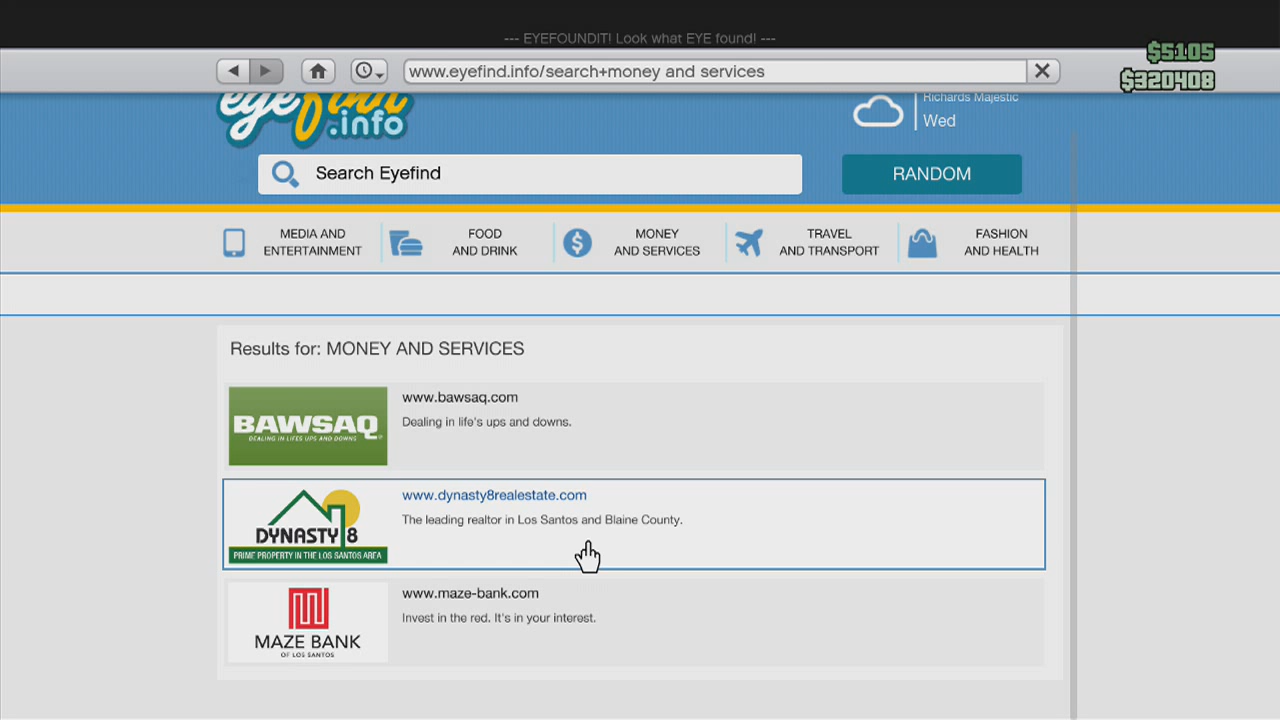 --- EYEFOUNDIT! Look what EYE found! ---
$5105
www.eyefind.info/search+money and services
$320408
eyefind
.info
Richards Majestic
Wed
Search Eyefind
RANDOM
MEDIA AND
ENTERTAINMENT
FOOD
AND DRINK
MONEY
AND SERVICES
TRAVEL
AND TRANSPORT
FASHION
AND HEALTH
Results for: MONEY AND SERVICES
BAWSAQ
DEALING IN LIFES UPS AND DOWNS
www.bawsaq.com
Dealing in life's ups and downs.
DYNASTY 8
PRIME PROPERTY IN THE LOS SANTOS AREA
www.dynasty8realestate.com
The leading realtor in Los Santos and Blaine County.
MAZE BANK
OF LOS SANTOS
www.maze-bank.com
Invest in the red. It's in your interest.